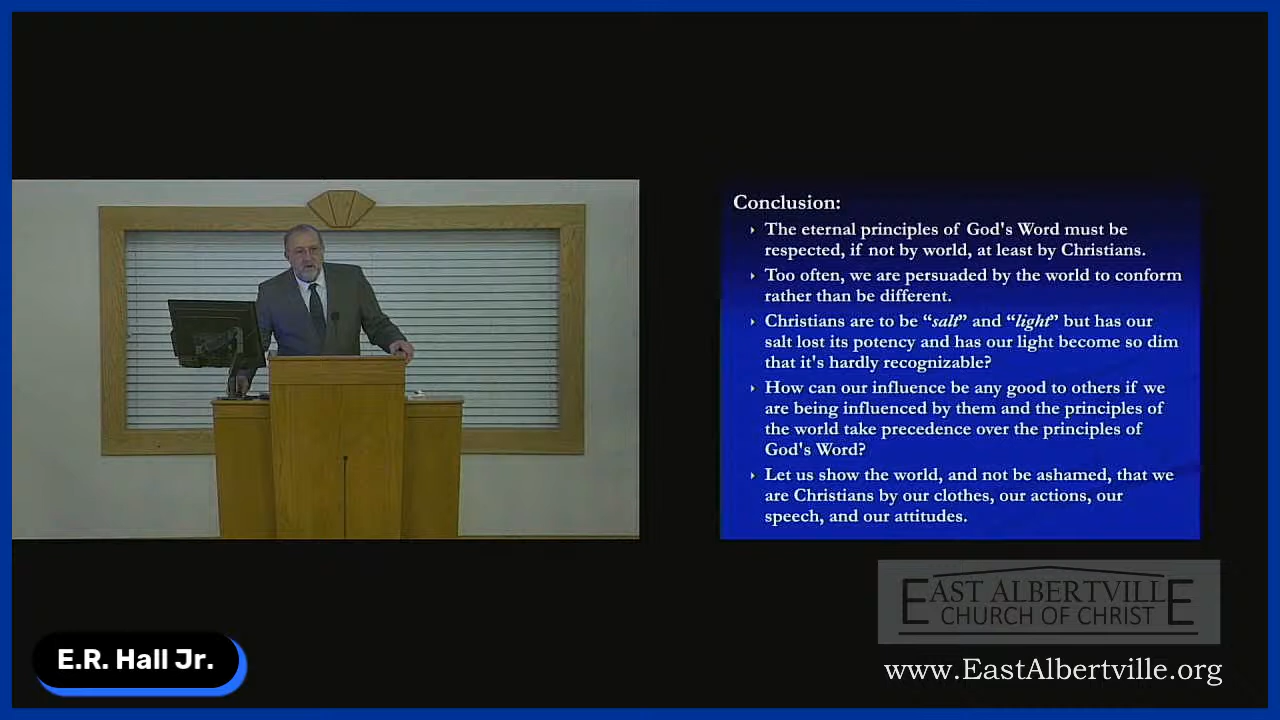 Conclusion:
The eternal principles of God's Word must be
respected, if not by world, at least by Christians.
Too often, we are persuaded by the world to conform
rather than be different.
Christians are to be “salt” and “light” but has our
salt lost its potency and has our light become so dim
that it's hardly recognizable?
How can our influence be any good to others if we
are being influenced by them and the principles of
the world take precedence over the principles of
God's Word?
Let us show the world, and not be ashamed, that we
are Christians by our clothes, our actions, our
speech, and our attitudes.
EAST ALBERTVILLE
CHURCH OF CHRIST
E.R. Hall Jr.
www.EastAlbertville.org